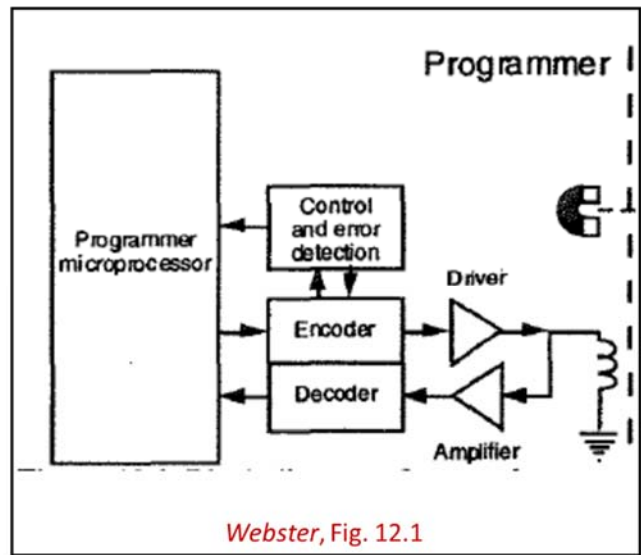 Programmer
Control
and error
detection
Programmer
microprocessor
Driver
Encoder
Decoder
Amplifier
Webster, Fig. 12.1